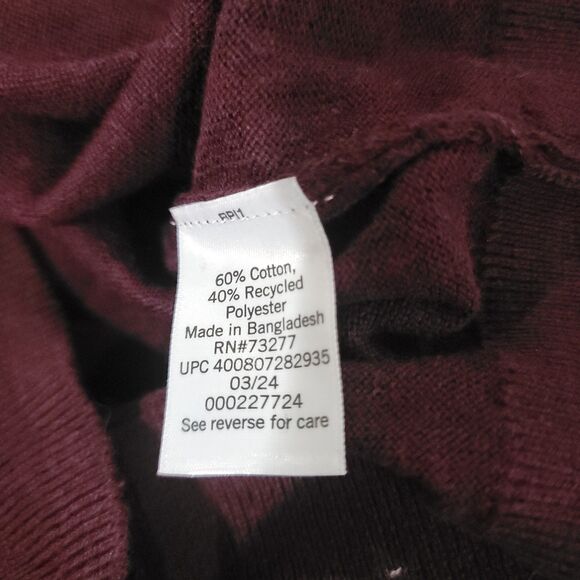 60% Cotton,
40% Recycled
Polyester
Made in Bangladesh
RN#73277
UPC 400807282935
03/24
000227724
See reverse for care